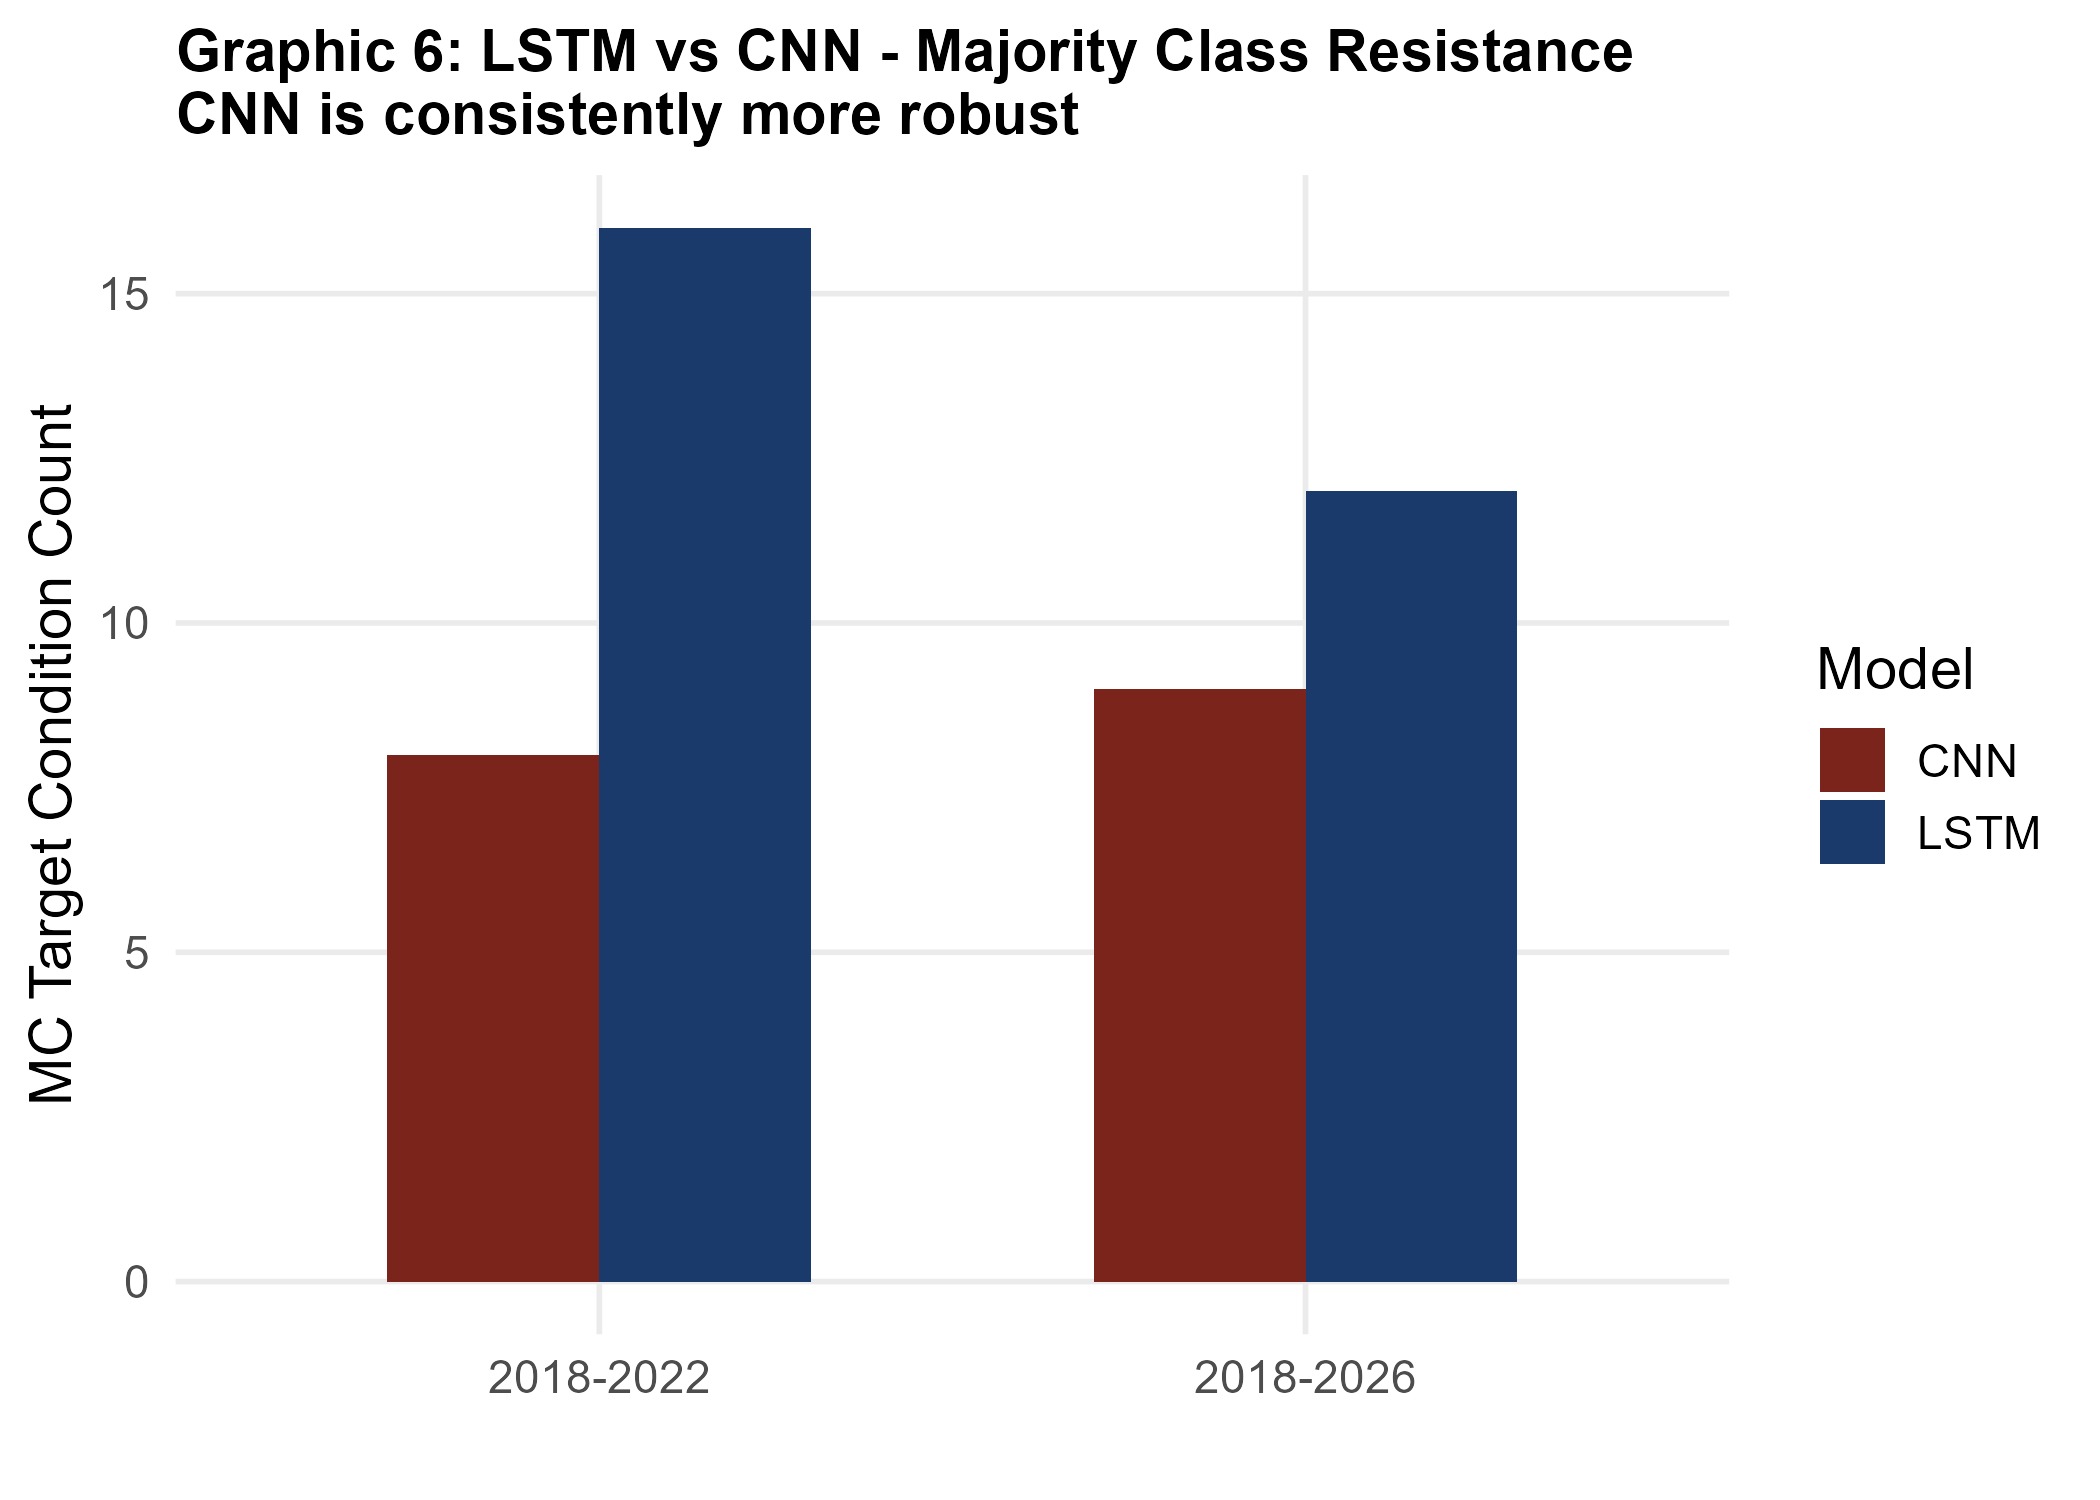 Graphic 6: LSTM vs CNN - Majority Class Resistance
CNN is consistently more robust
MC Target Condition Count
15
10
5
0
2018-2022
2018-2026
Model
CNN
LSTM